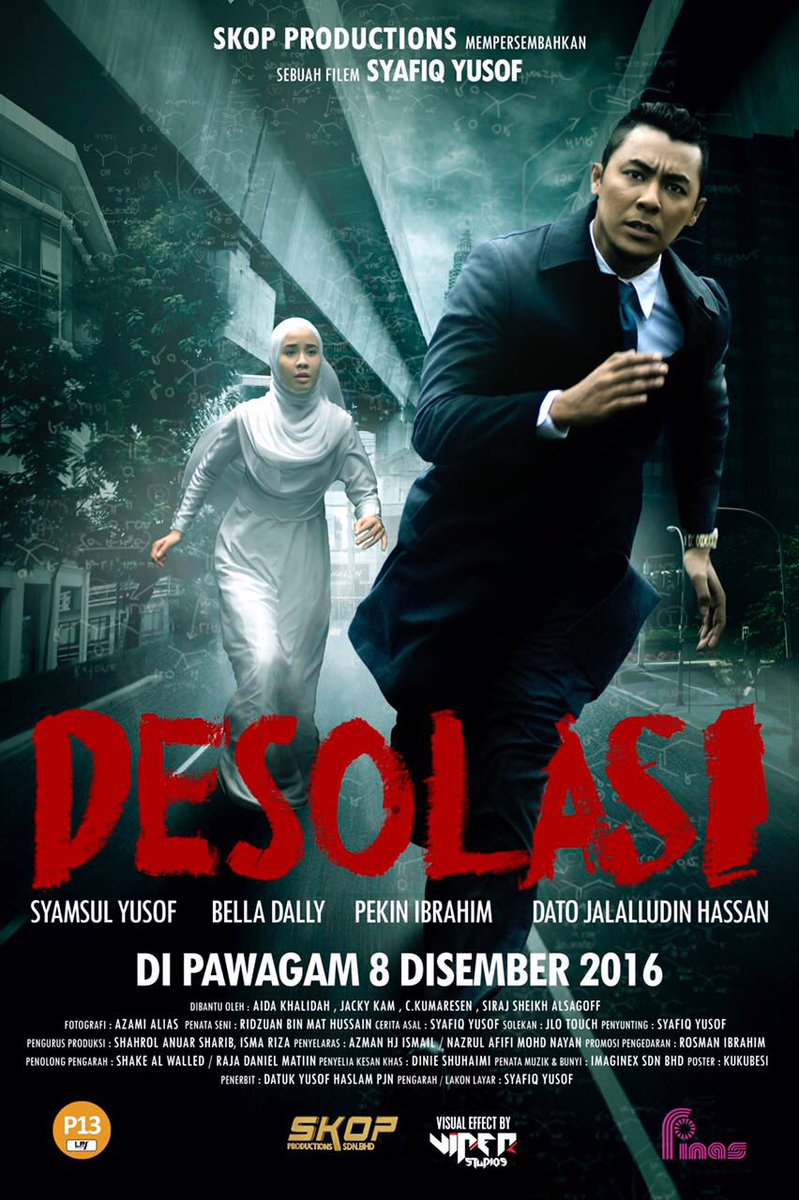 SKOP PRODUCTIONS MEMPERSEMBAHKAN
SEBUAH FILEM SYAFIQ YUSOF
DESOLASI
SYAMSUL YUSOF BELLA DALLY PEKIN IBRAHIM DATO JALALLUDIN HASSAN
DI PAWAGAM 8 DISEMBER 2016
DIBANTU OLEH : AIDA KHALIDAH , JACKY KAM , C.KUMARESEN , SIRAJ SHEIKH ALSAGOFF
FOTOGRAFI : AZAMI ALIAS PENATA SENI : RIDZUAN BIN MAT HUSSAIN CERITA ASAL : SYAFIQ YUSOF SOLEKAN : JLO TOUCH PENYUNTING : SYAFIQ YUSOF
PENGURUS PRODUKSI : SHAHROL ANUAR SHARIB, ISMA RIZA PENYELARAS : AZMAN HJ ISMAIL / NAZRUL AFIFI MOHD NAYAN PROMOSI PENGEDARAN : ROSMAN IBRAHIM
PENOLONG PENGARAH : SHAKE AL WALLED / RAJA DANIEL MATIIN PENYELIA KESAN KHAS : DINIE SHUHAIMI PENATA MUZIK & BUNYI : IMAGINEX SDN BHD POSTER : KUKUBESI
PENERBIT : DATUK YUSOF HASLAM PJN PENGARAH / LAKON LAYAR : SYAFIQ YUSOF
P13
LPF
SKOP
PRODUCTIONS SDN.BHD
VISUAL EFFECT BY
VIPER
STUDIOS
Finas